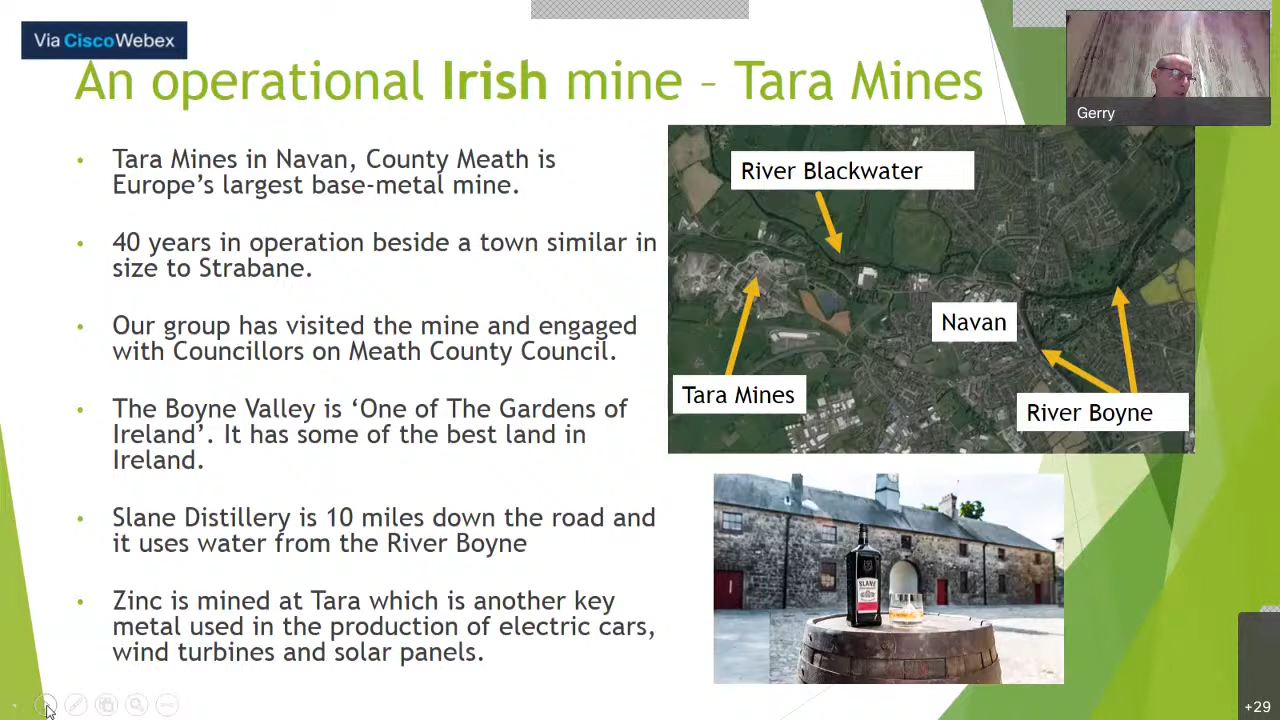 Via CiscoWebex
An operational Irish mine – Tara Mines
Gerry
• Tara Mines in Navan, County Meath is
Europe’s largest base-metal mine.
• 40 years in operation beside a town similar in
size to Strabane.
• Our group has visited the mine and engaged
with Councillors on Meath County Council.
• The Boyne Valley is ‘One of The Gardens of
Ireland’. It has some of the best land in
Ireland.
• Slane Distillery is 10 miles down the road and
it uses water from the River Boyne
• Zinc is mined at Tara which is another key
metal used in the production of electric cars,
wind turbines and solar panels.
River Blackwater
Navan
Tara Mines
River Boyne
SLANE
+29